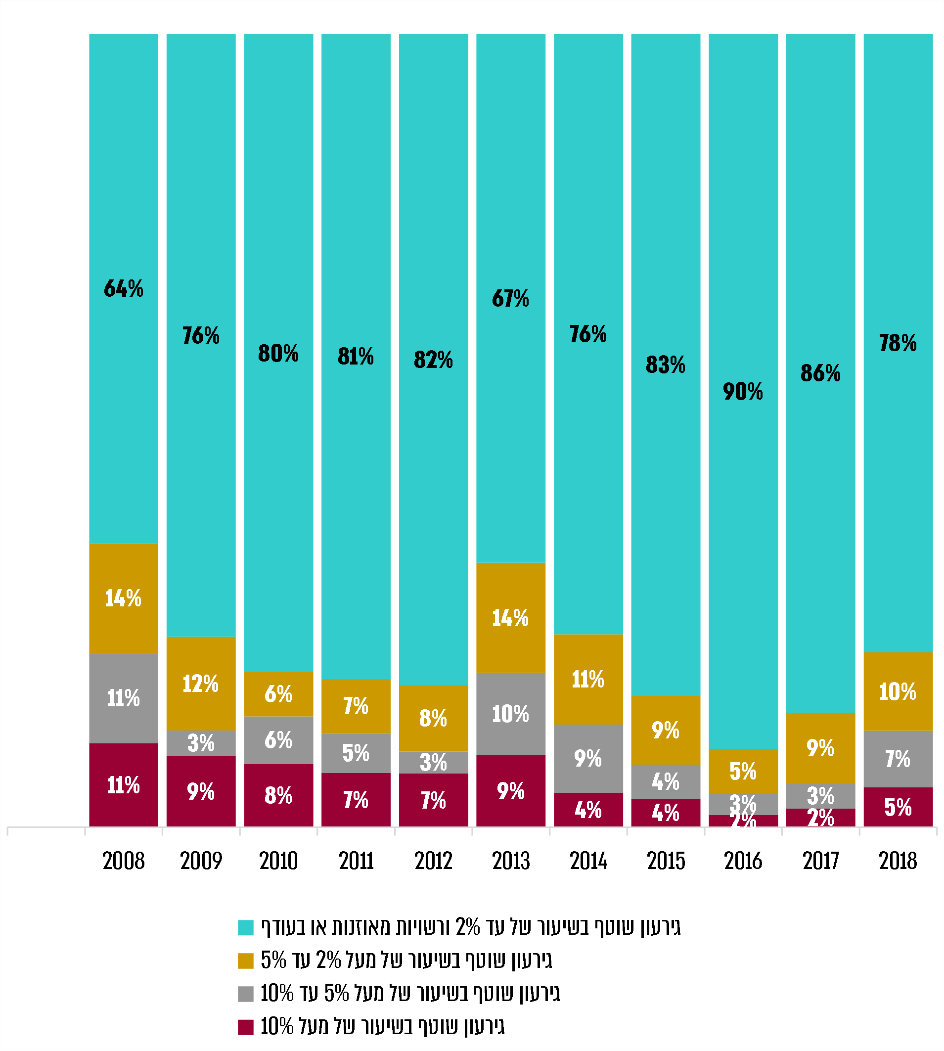 64% 76% 80% 81% 82% 67% 76% 83% 90% 86% 78%
14% 12% 6% 7% 8% 14% 11% 9% 5% 9% 10%
11% 3% 6% 5% 3% 10% 9% 4% 3% 3% 7%
11% 9% 8% 7% 7% 9% 4% 4% 2% 2% 5%
2008 2009 2010 2011 2012 2013 2014 2015 2016 2017 2018
גירעון שוטף בשיעור של עד 2% ורשויות מאוזנות או בעודף
גירעון שוטף בשיעור של מעל 2% עד 5%
גירעון שוטף בשיעור של מעל 5% עד 10%
גירעון שוטף בשיעור של מעל 10%